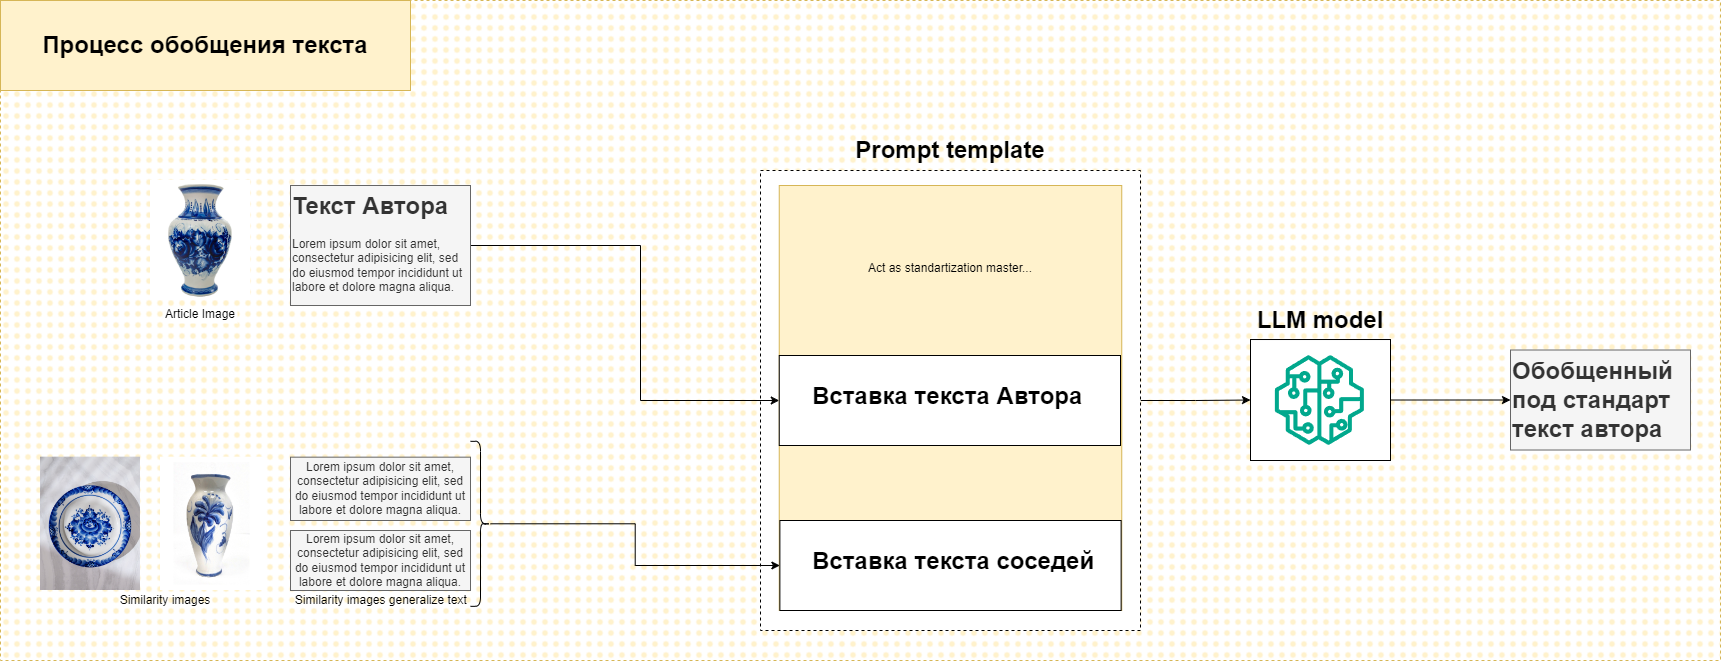 Процесс обобщения текста
Prompt template
Текст Автора
Lorem ipsum dolor sit amet,
consectetur adipisicing elit, sed
do eiusmod tempor incididunt ut
labore et dolore magna aliqua.
Article Image
Act as standartization master...
Вставка текста Автора
LLM model
Обобщенный
под стандарт
текст автора
Lorem ipsum dolor sit amet,
consectetur adipisicing elit, sed
do eiusmod tempor incididunt ut
labore et dolore magna aliqua.
Lorem ipsum dolor sit amet,
consectetur adipisicing elit, sed
do eiusmod tempor incididunt ut
labore et dolore magna aliqua.
Similarity images
Similarity images generalize text
Вставка текста соседей